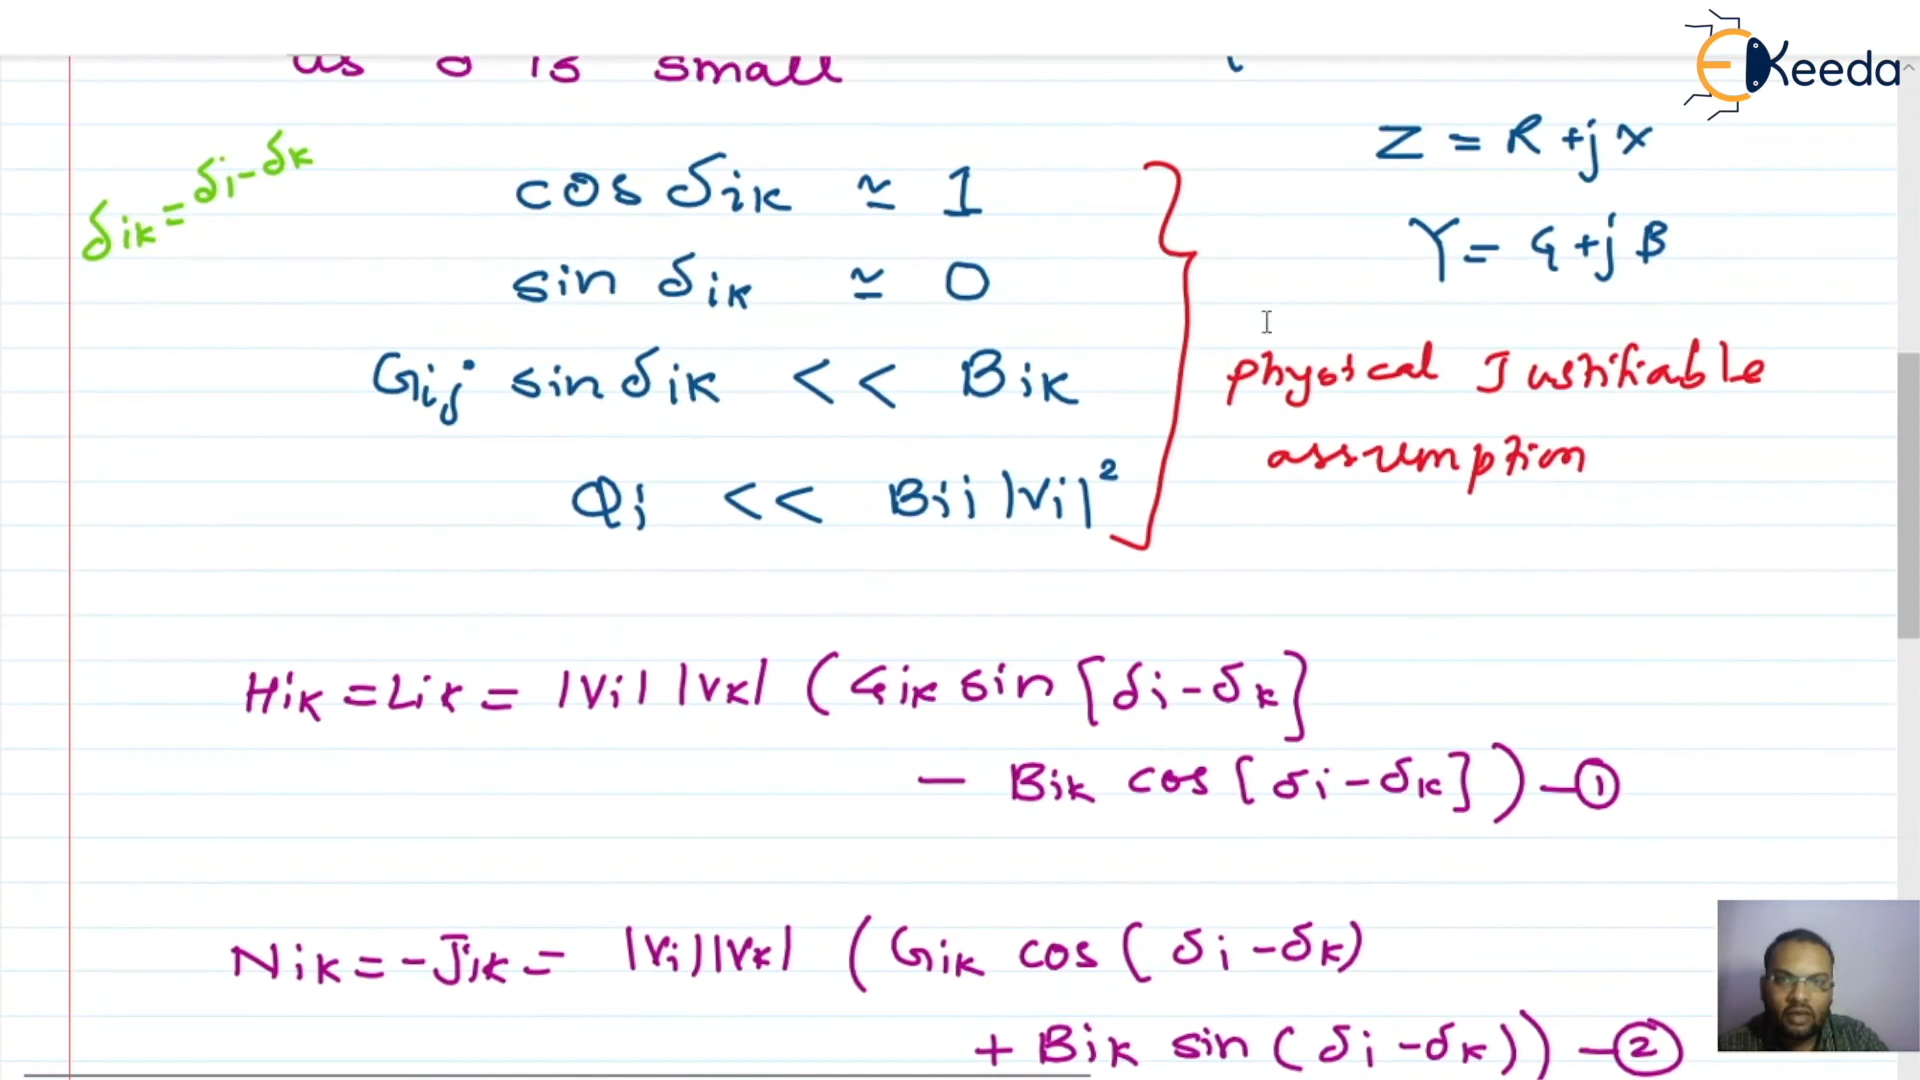 EKeeda
as δ is small
Z = R + j X
δik = δi - δk
cos δik ≃ 1
Y = G + j B
sin δik ≃ 0
physical Justifiable
Gij sin δik << Bik
assumption
Qi << Bii |Vi|²
Hik = Lik = |Vi| |Vk| ( Gik sin [δi - δk]
- Bik cos [δi - δk] ) - ①
Nik = - Jik = |Vi| |Vk| ( Gik cos ( δi - δk)
+ Bik sin ( δi - δk) ) - ②